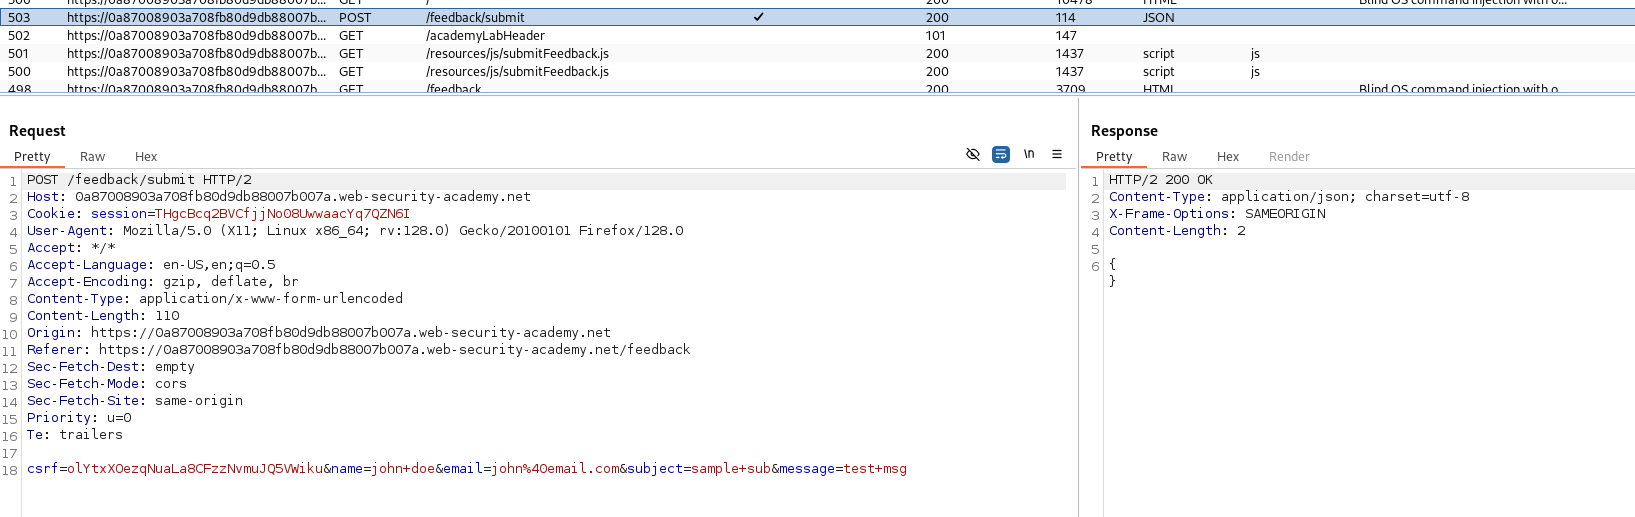 503 https://0a87008903a708fb80d9db88007b... POST /feedback/submit ✓ 200 114 JSON
502 https://0a87008903a708fb80d9db88007b... GET /academyLabHeader 101 147
501 https://0a87008903a708fb80d9db88007b... GET /resources/js/submitFeedback.js 200 1437 script js
500 https://0a87008903a708fb80d9db88007b... GET /resources/js/submitFeedback.js 200 1437 script js
498 https://0a87008903a708fb80d9db88007b... GET /feedback 200 3709 HTML Blind OS command injection with o...
Request
Pretty Raw Hex \n
1 POST /feedback/submit HTTP/2
2 Host: 0a87008903a708fb80d9db88007b007a.web-security-academy.net
3 Cookie: session=THgcBcq2BVCfjjNo08UwwaacYq7QZN6I
4 User-Agent: Mozilla/5.0 (X11; Linux x86_64; rv:128.0) Gecko/20100101 Firefox/128.0
5 Accept: */*
6 Accept-Language: en-US,en;q=0.5
7 Accept-Encoding: gzip, deflate, br
8 Content-Type: application/x-www-form-urlencoded
9 Content-Length: 110
10 Origin: https://0a87008903a708fb80d9db88007b007a.web-security-academy.net
11 Referer: https://0a87008903a708fb80d9db88007b007a.web-security-academy.net/feedback
12 Sec-Fetch-Dest: empty
13 Sec-Fetch-Mode: cors
14 Sec-Fetch-Site: same-origin
15 Priority: u=0
16 Te: trailers
17
18 csrf=olYtxXOezqNuaLa8CFzzNvmuJQ5VWiku&name=john+doe&email=john%40email.com&subject=sample+sub&message=test+msg
Response
Pretty Raw Hex Render
1 HTTP/2 200 OK
2 Content-Type: application/json; charset=utf-8
3 X-Frame-Options: SAMEORIGIN
4 Content-Length: 2
5
6 {
}